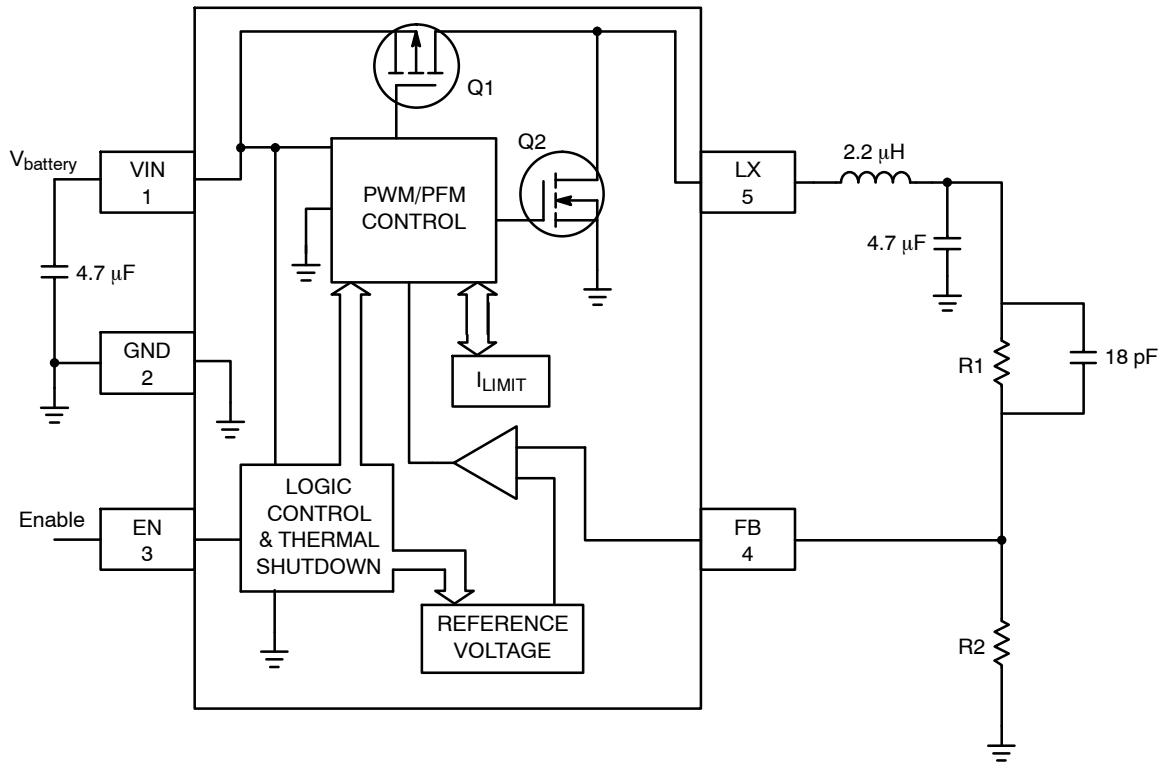 Q1
Q2
V_battery
VIN
1
PWM/PFM
CONTROL
LX
5
2.2 μH
4.7 μF
4.7 μF
GND
2
I_LIMIT
R1
18 pF
Enable
EN
3
LOGIC
CONTROL
& THERMAL
SHUTDOWN
FB
4
REFERENCE
VOLTAGE
R2